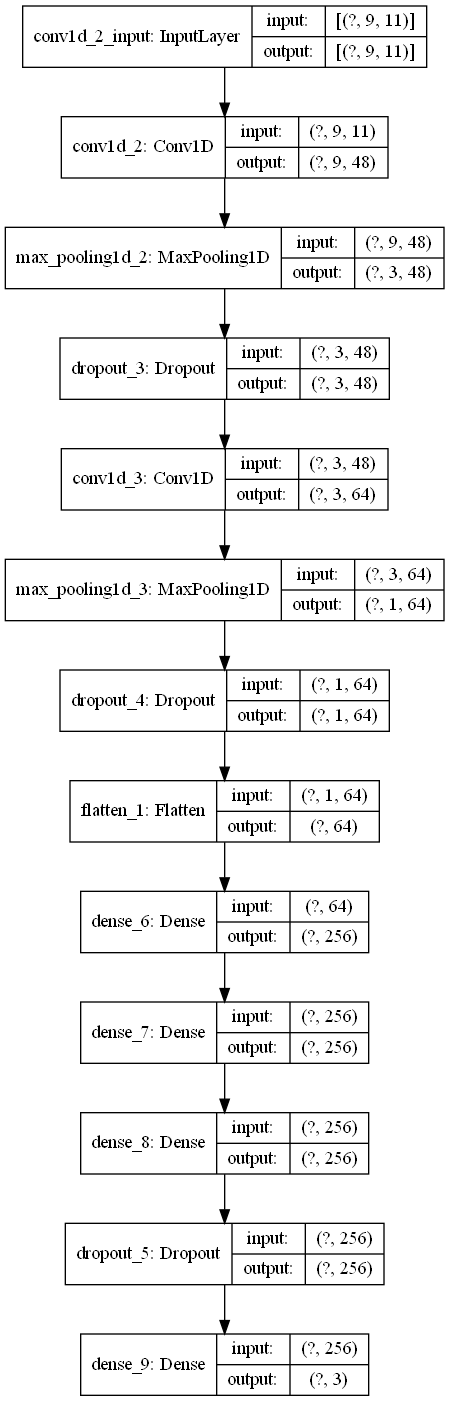 conv1d_2_input: InputLayer
input: [(?, 9, 11)]
output: [(?, 9, 11)]
conv1d_2: Conv1D
input: (?, 9, 11)
output: (?, 9, 48)
max_pooling1d_2: MaxPooling1D
input: (?, 9, 48)
output: (?, 3, 48)
dropout_3: Dropout
input: (?, 3, 48)
output: (?, 3, 48)
conv1d_3: Conv1D
input: (?, 3, 48)
output: (?, 3, 64)
max_pooling1d_3: MaxPooling1D
input: (?, 3, 64)
output: (?, 1, 64)
dropout_4: Dropout
input: (?, 1, 64)
output: (?, 1, 64)
flatten_1: Flatten
input: (?, 1, 64)
output: (?, 64)
dense_6: Dense
input: (?, 64)
output: (?, 256)
dense_7: Dense
input: (?, 256)
output: (?, 256)
dense_8: Dense
input: (?, 256)
output: (?, 256)
dropout_5: Dropout
input: (?, 256)
output: (?, 256)
dense_9: Dense
input: (?, 256)
output: (?, 3)